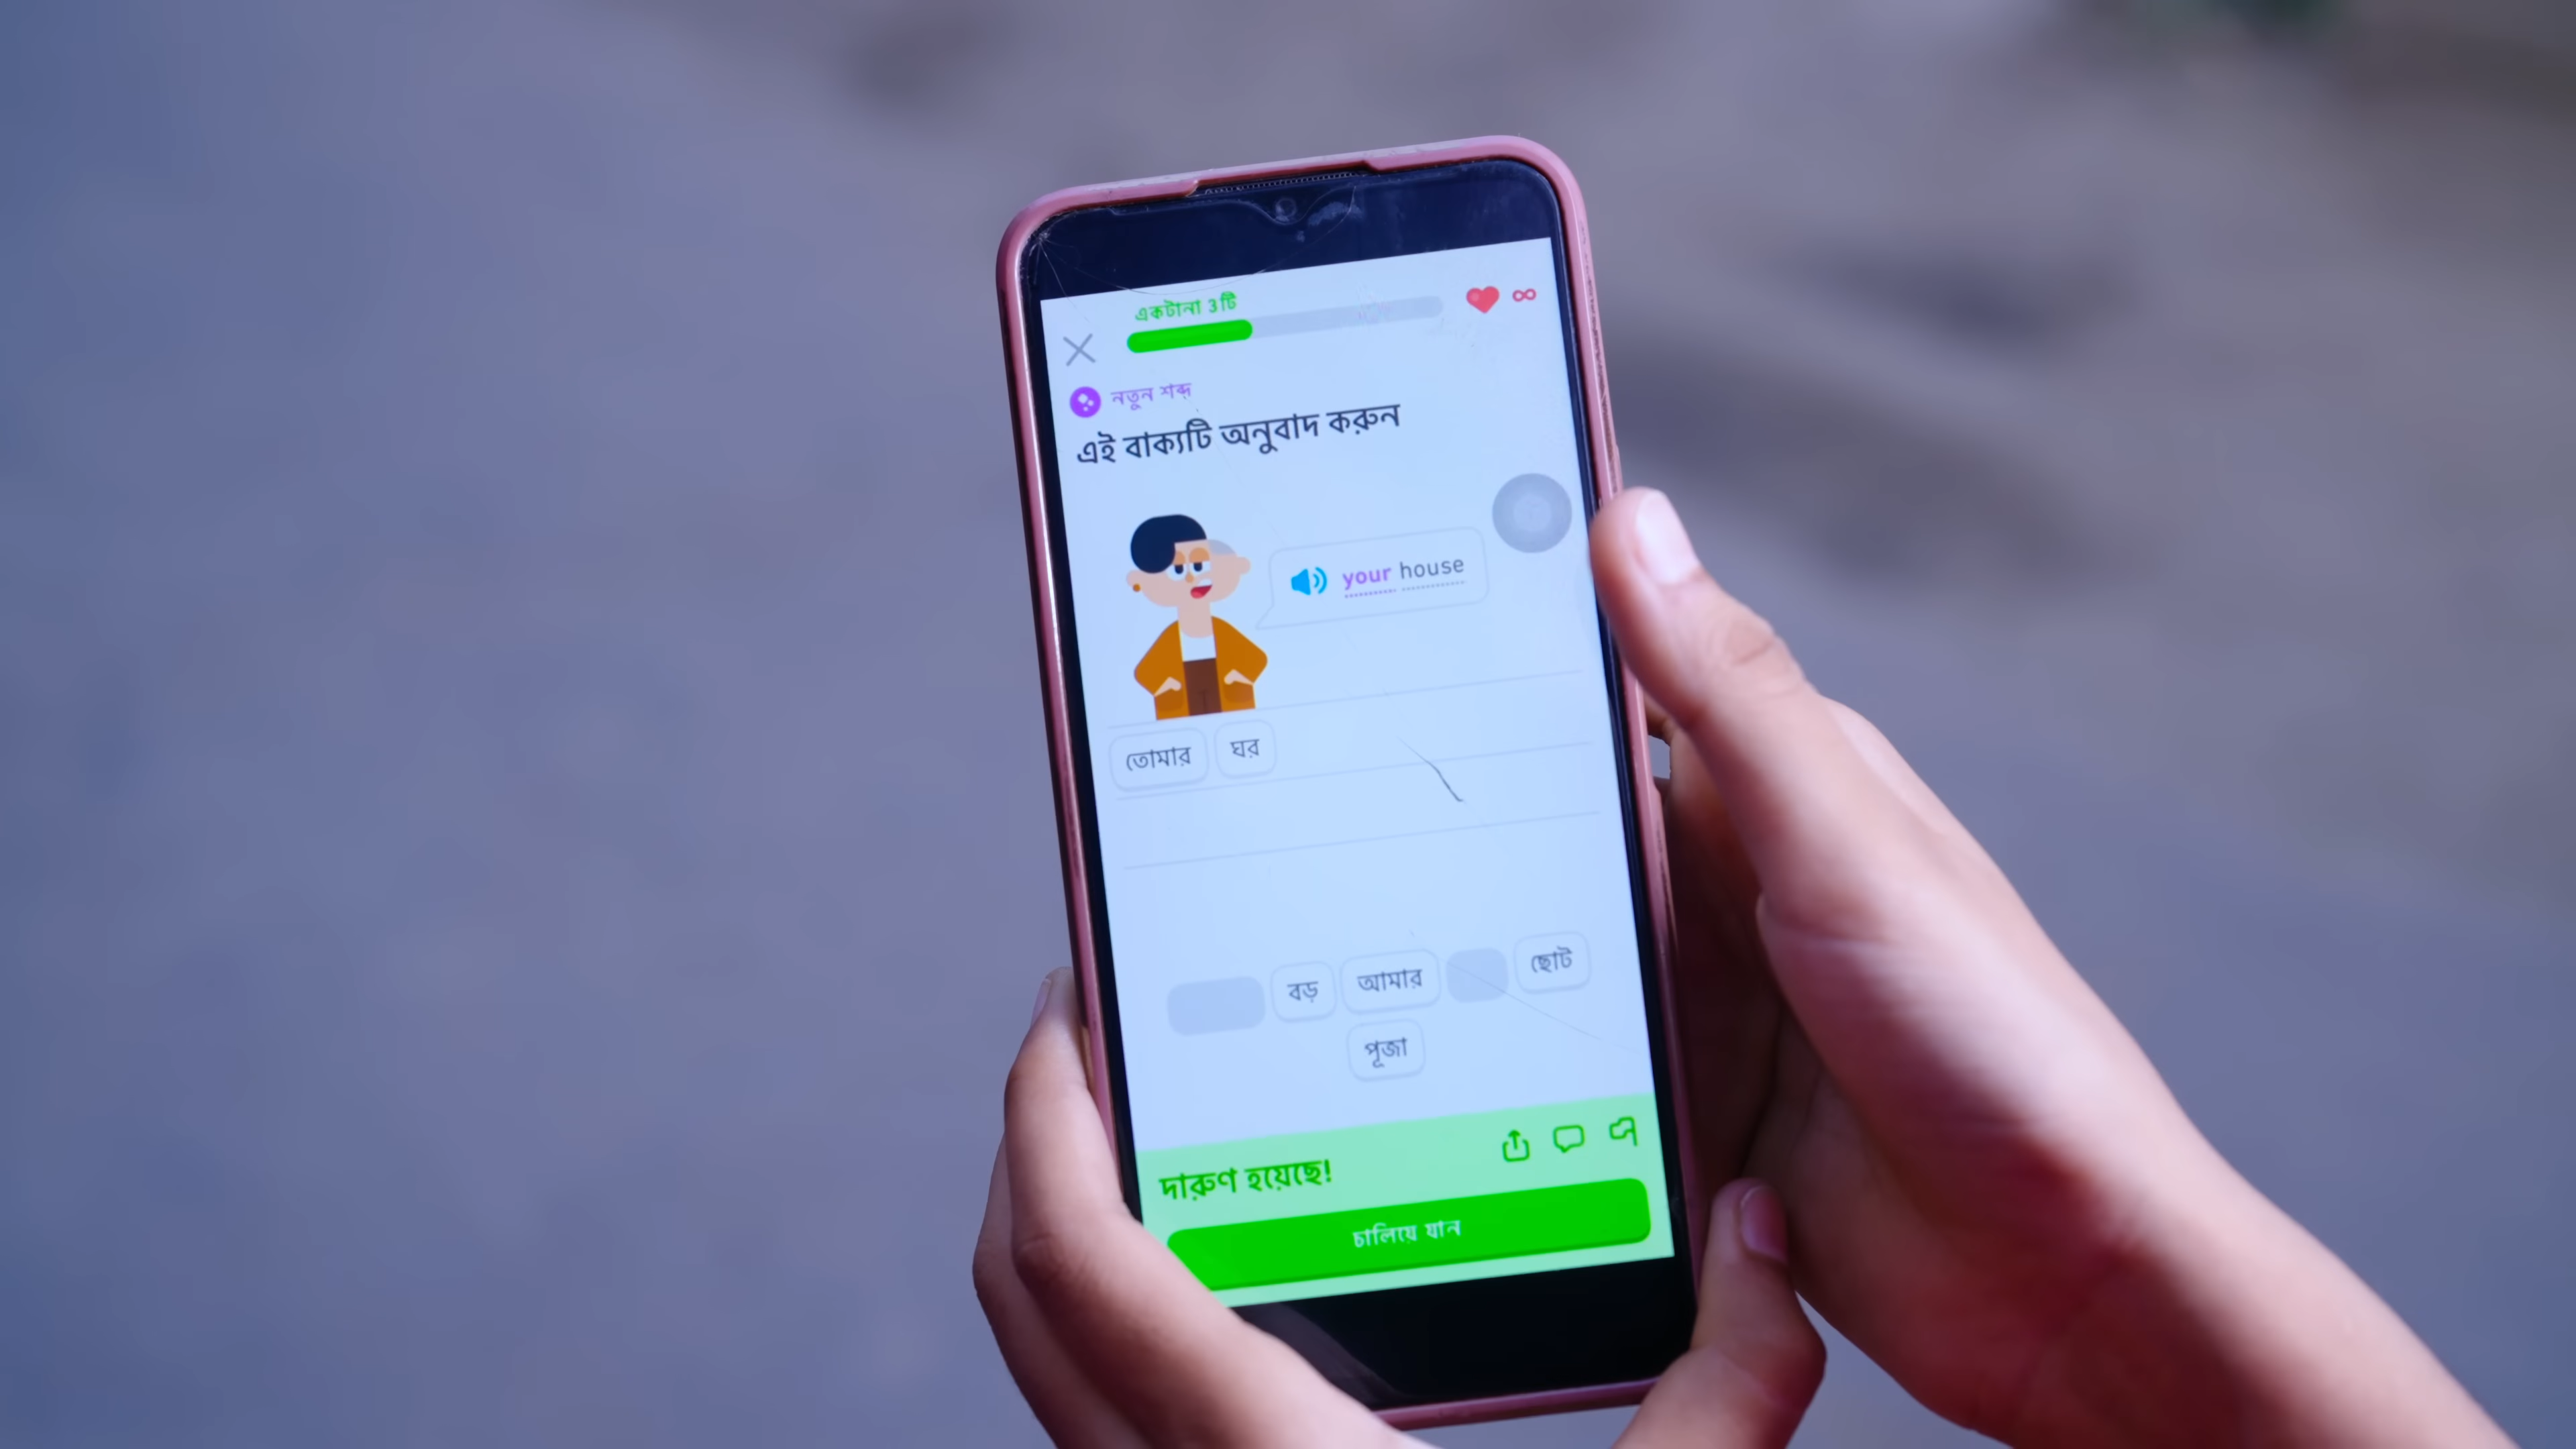 একটানা 3টি
∞
নতুন শব্দ
এই বাক্যটি অনুবাদ করুন
your house
তোমার ঘর
বড় আমার ছোট
পূজা
দারুণ হয়েছে!
চালিয়ে যান